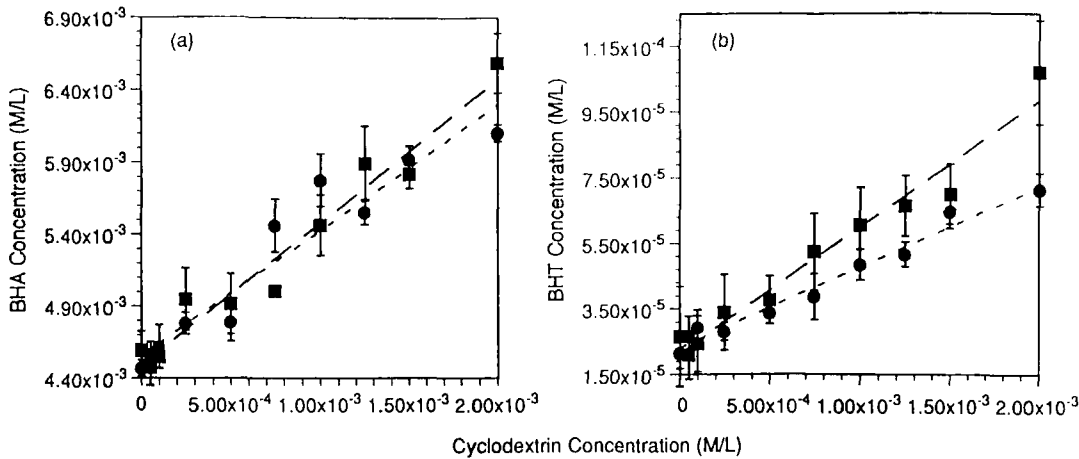 (a)
BHA Concentration (M/L)
6.90x10⁻³
6.40x10⁻³
5.90x10⁻³
5.40x10⁻³
4.90x10⁻³
4.40x10⁻³
0
5.00x10⁻⁴
1.00x10⁻³
1.50x10⁻³
2.00x10⁻³
(b)
BHT Concentration (M/L)
1.15x10⁻⁴
9.50x10⁻⁵
7.50x10⁻⁵
5.50x10⁻⁵
3.50x10⁻⁵
1.50x10⁻⁵
0
5.00x10⁻⁴
1.00x10⁻³
1.50x10⁻³
2.00x10⁻³
Cyclodextrin Concentration (M/L)